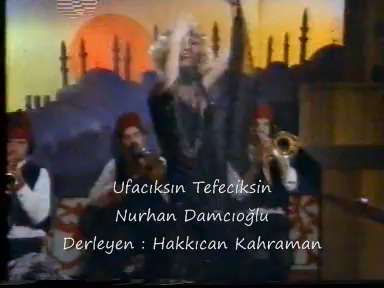 Ufacıksın Tefeciksin
Nurhan Damcıoğlu
Derleyen : Hakkıcan Kahraman